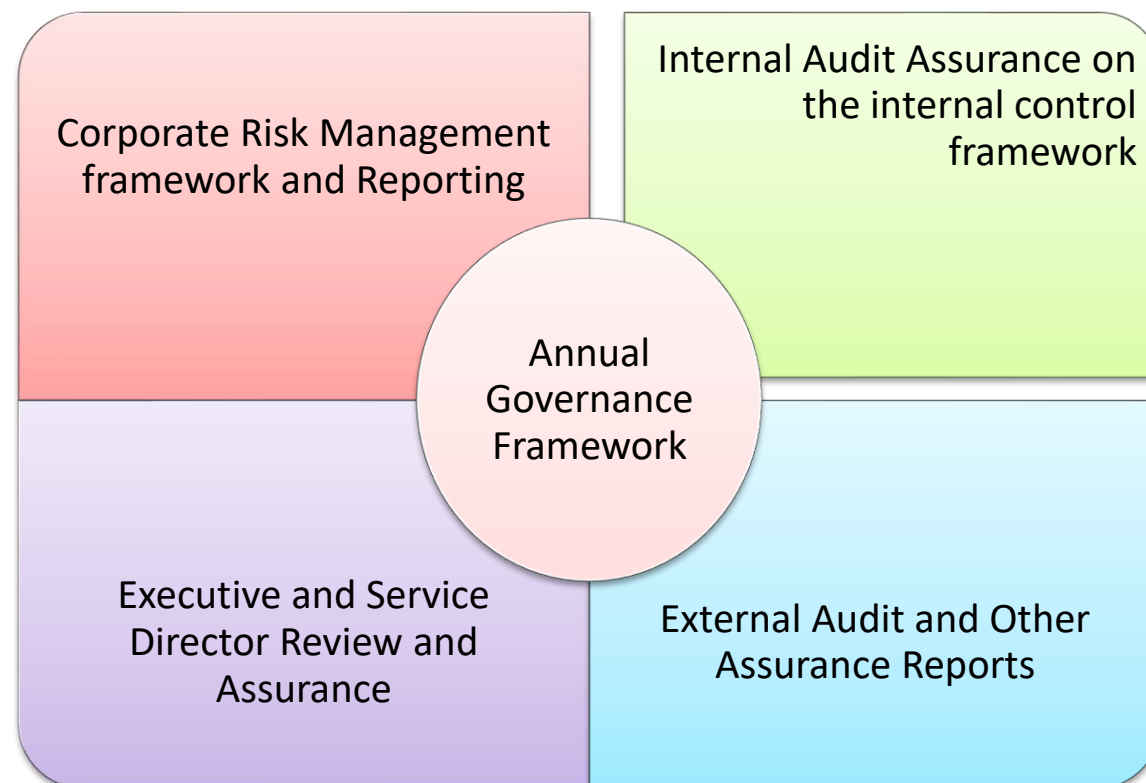 Corporate Risk Management
framework and Reporting
Internal Audit Assurance on
the internal control
framework
Annual
Governance
Framework
Executive and Service
Director Review and
Assurance
External Audit and Other
Assurance Reports